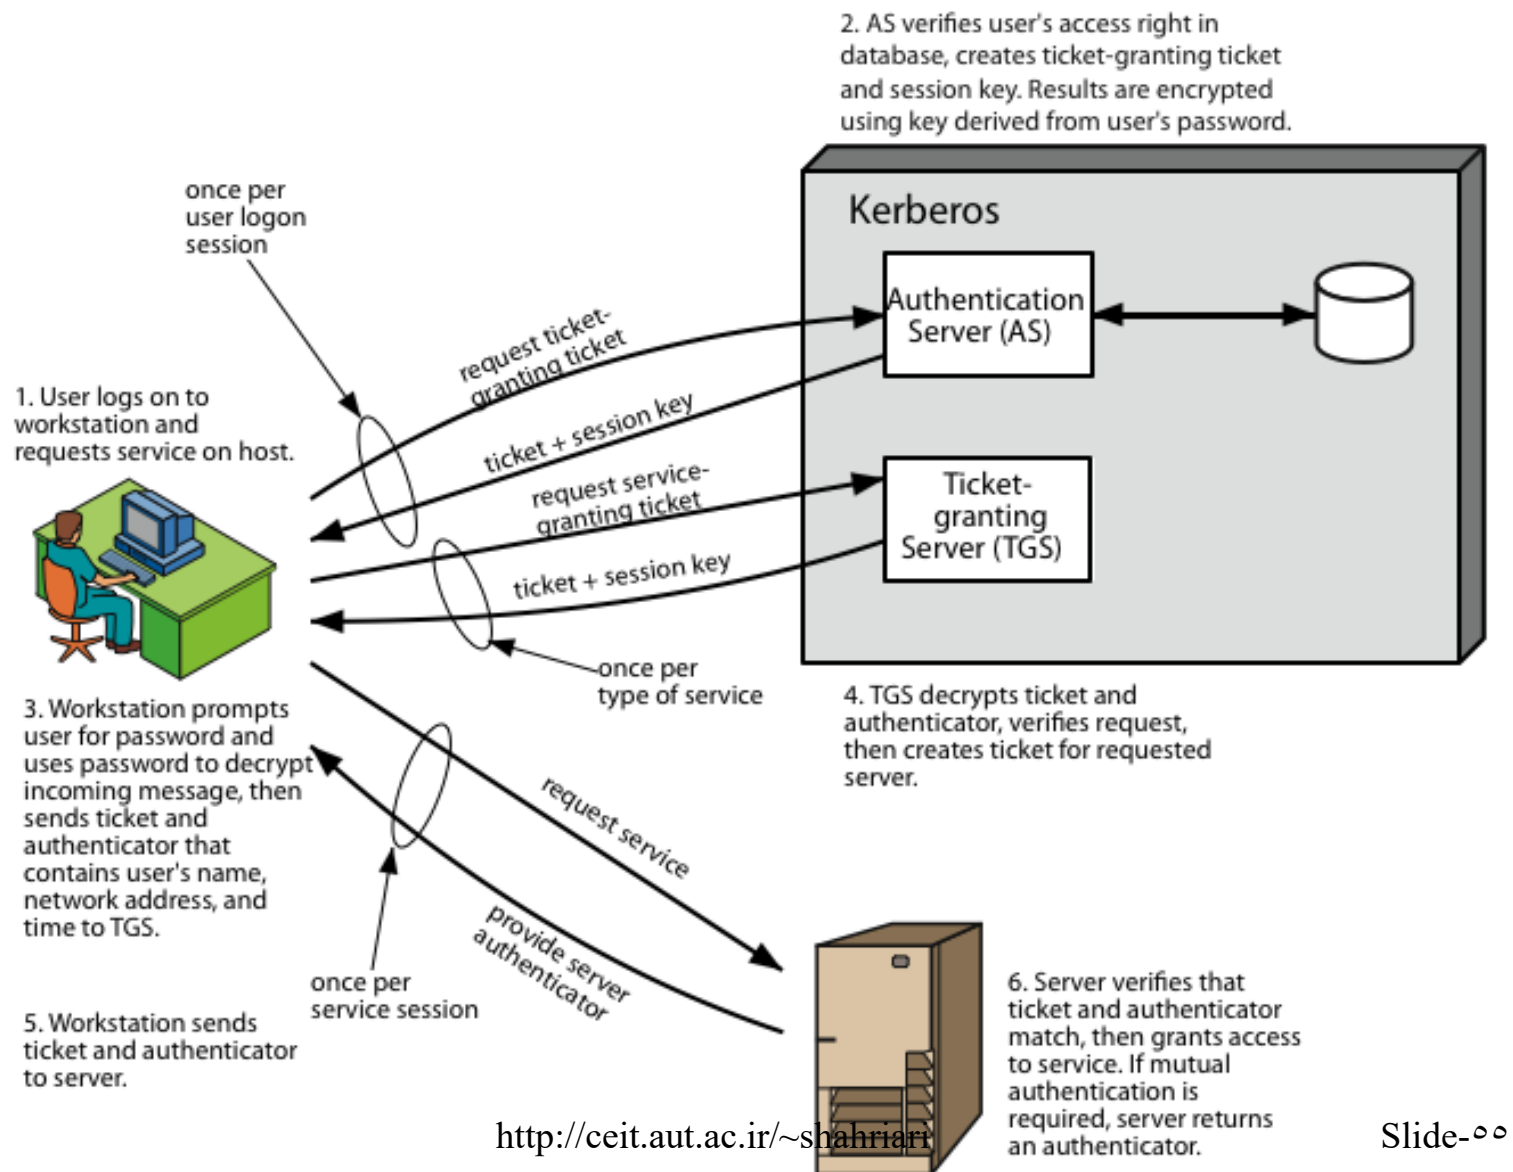 2. AS verifies user's access right in
database, creates ticket-granting ticket
and session key. Results are encrypted
using key derived from user's password.
once per
user logon
session
Kerberos
Authentication
Server (AS)
request ticket-
granting ticket
1. User logs on to
workstation and
requests service on host.
ticket + session key
request service-
granting ticket
Ticket-
granting
Server (TGS)
ticket + session key
once per
type of service
3. Workstation prompts
user for password and
uses password to decrypt
incoming message, then
sends ticket and
authenticator that
contains user's name,
network address, and
time to TGS.
4. TGS decrypts ticket and
authenticator, verifies request,
then creates ticket for requested
server.
request service
provide server
authenticator
once per
service session
5. Workstation sends
ticket and authenticator
to server.
6. Server verifies that
ticket and authenticator
match, then grants access
to service. If mutual
authentication is
required, server returns
an authenticator.
http://ceit.aut.ac.ir/~shahriari
Slide-٥٥